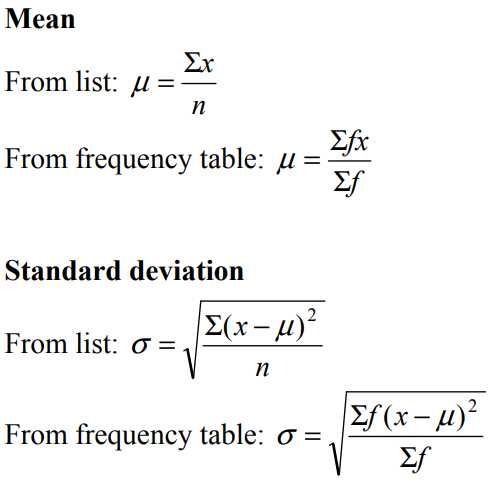 Mean
From list: μ = Σx / n
From frequency table: μ = Σfx / Σf
Standard deviation
From list: σ = √(Σ(x – μ)² / n)
From frequency table: σ = √(Σf(x – μ)² / Σf)